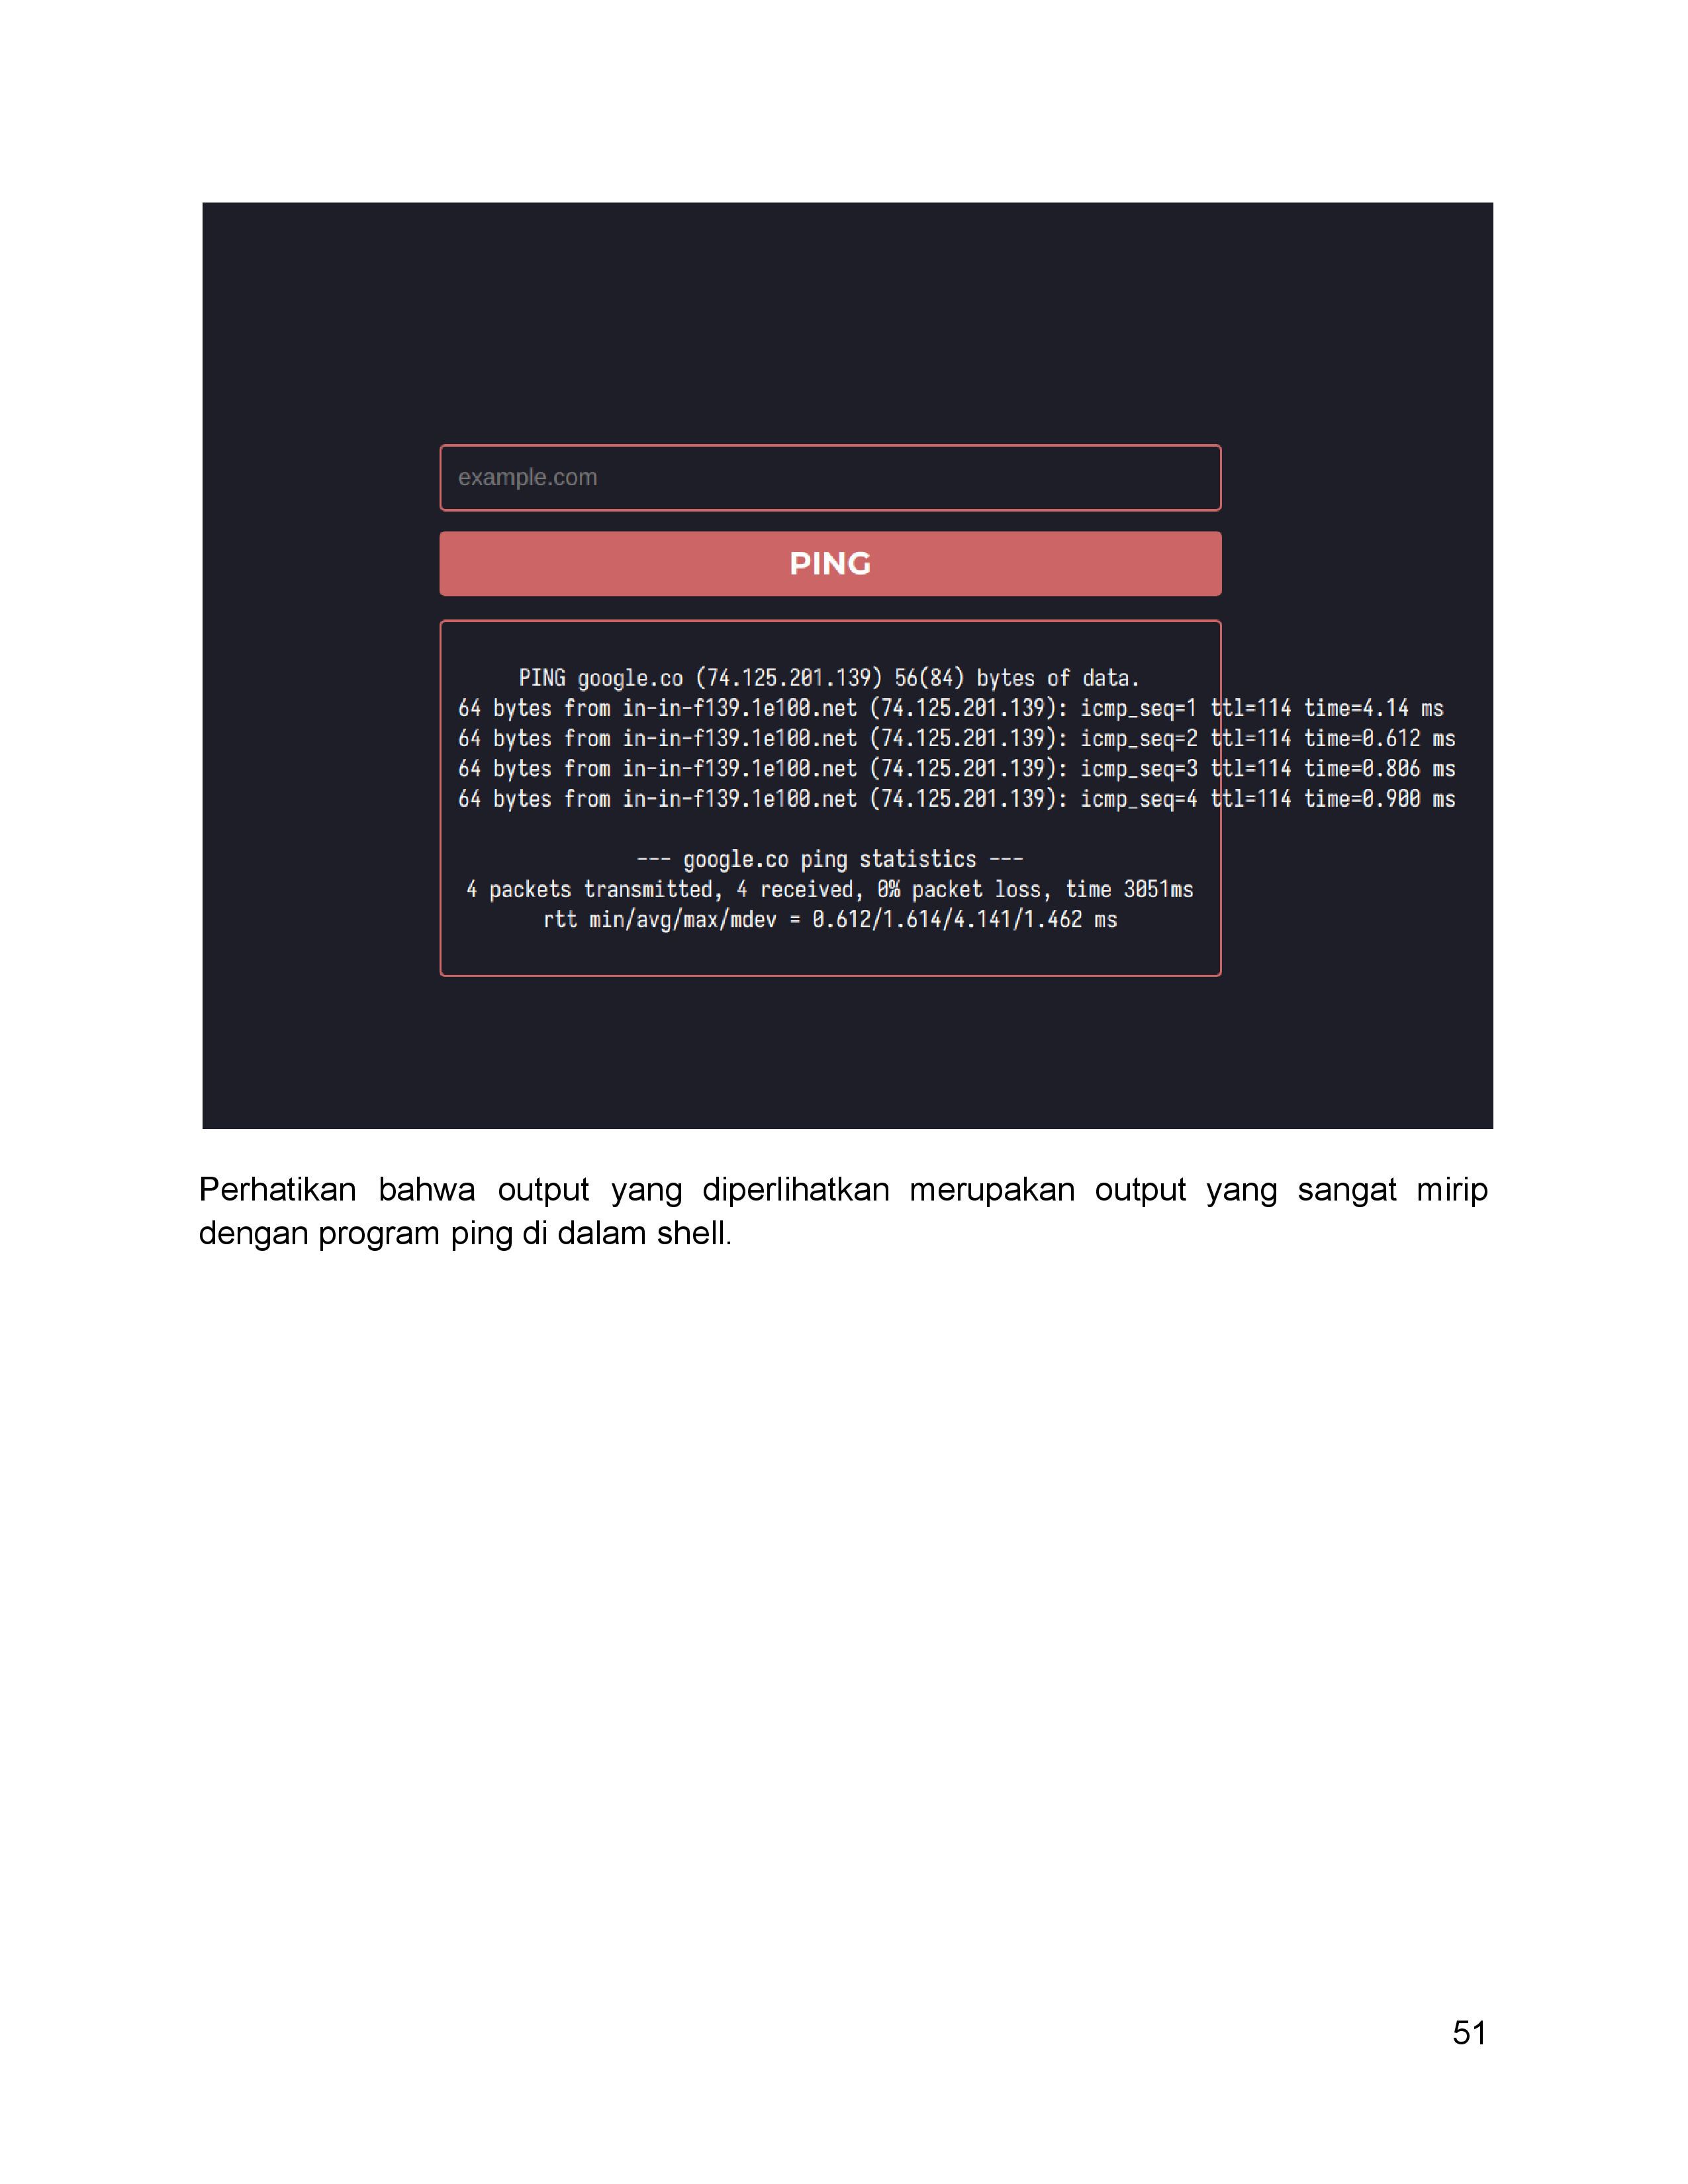 example.com
PING
PING google.co (74.125.201.139) 56(84) bytes of data.
64 bytes from in-in-f139.1e100.net (74.125.201.139): icmp_seq=1 ttl=114 time=4.14 ms
64 bytes from in-in-f139.1e100.net (74.125.201.139): icmp_seq=2 ttl=114 time=0.612 ms
64 bytes from in-in-f139.1e100.net (74.125.201.139): icmp_seq=3 ttl=114 time=0.806 ms
64 bytes from in-in-f139.1e100.net (74.125.201.139): icmp_seq=4 ttl=114 time=0.900 ms
--- google.co ping statistics ---
4 packets transmitted, 4 received, 0% packet loss, time 3051ms
rtt min/avg/max/mdev = 0.612/1.614/4.141/1.462 ms
Perhatikan bahwa output yang diperlihatkan merupakan output yang sangat mirip
dengan program ping di dalam shell.
51